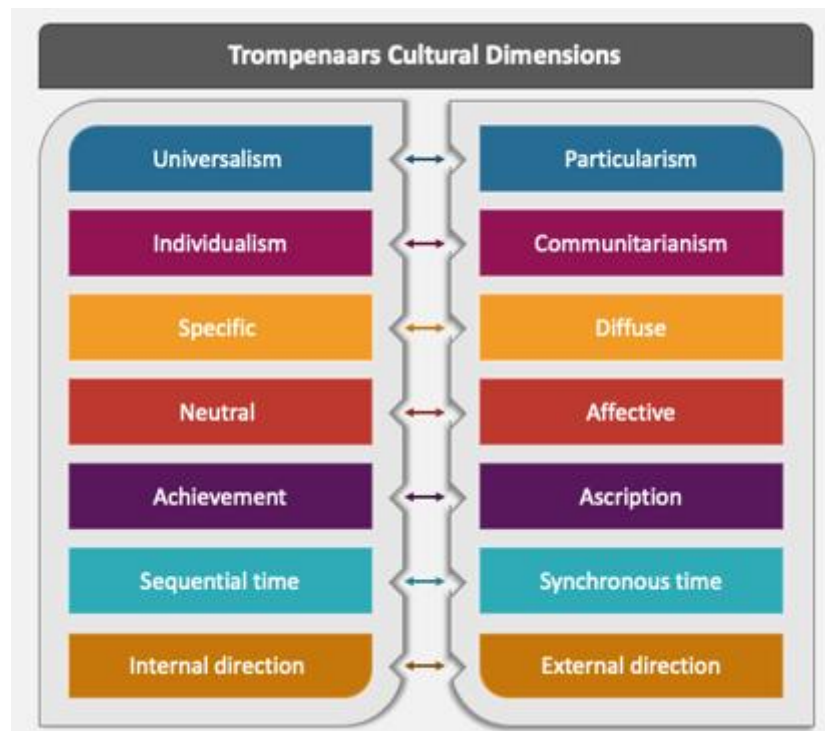 Trompenaars Cultural Dimensions
Universalism
Particularism
Individualism
Communitarianism
Specific
Diffuse
Neutral
Affective
Achievement
Ascription
Sequential time
Synchronous time
Internal direction
External direction